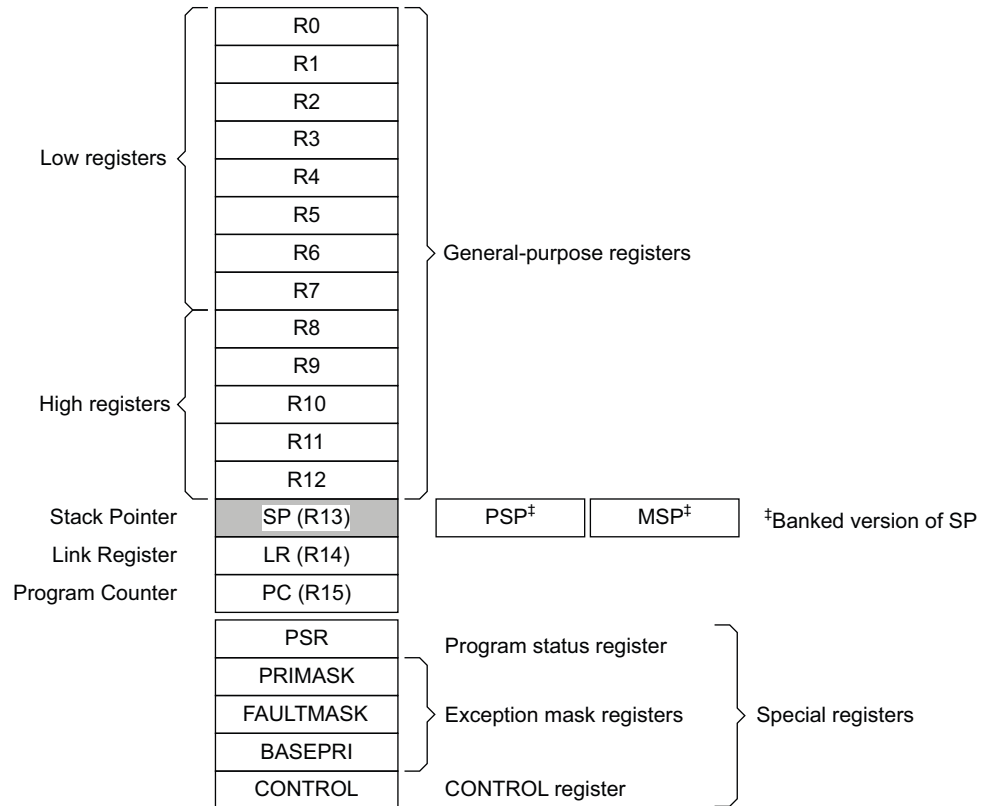 R0
R1
R2
R3
Low registers
R4
R5
R6
General-purpose registers
R7
R8
R9
High registers
R10
R11
R12
Stack Pointer SP (R13) PSP‡ MSP‡ ‡Banked version of SP
Link Register LR (R14)
Program Counter PC (R15)
PSR Program status register
PRIMASK
FAULTMASK Exception mask registers Special registers
BASEPRI
CONTROL CONTROL register